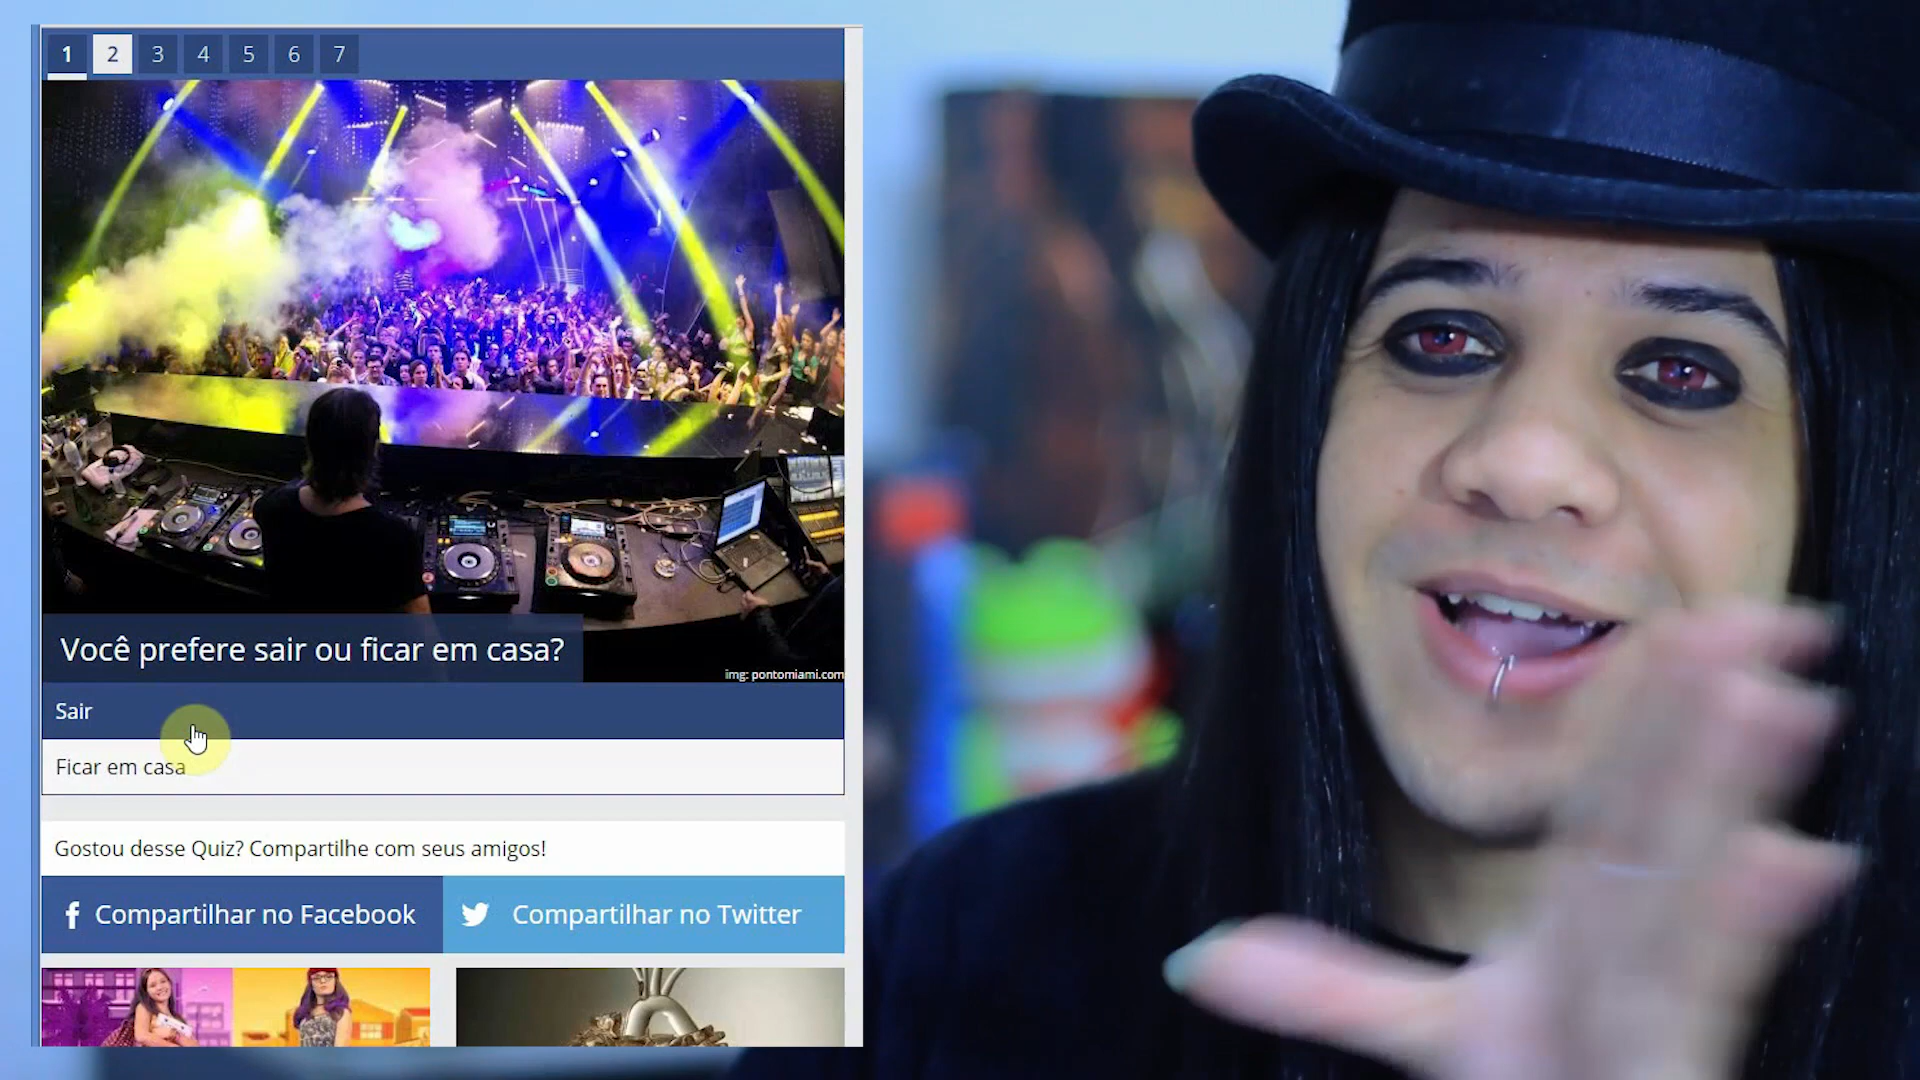 1 2 3 4 5 6 7
Você prefere sair ou ficar em casa?
img: pontomiami.com
Sair
Ficar em casa
Gostou desse Quiz? Compartilhe com seus amigos!
Compartilhar no Facebook
Compartilhar no Twitter